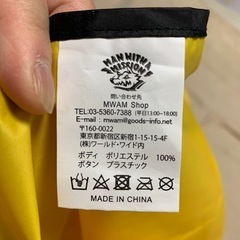 MAN WITH A
MISSION
問い合わせ先
MWAM Shop
TEL: 03-5360-7388 (平日13:00~18:00)
E-mail : mwam@goods-info.net
〒160-0022
東京都新宿区新宿1-15-15-4F
(株)ワールド・ワイド内
ボディ ポリエステル 100%
ボタン プラスチック
MADE IN CHINA